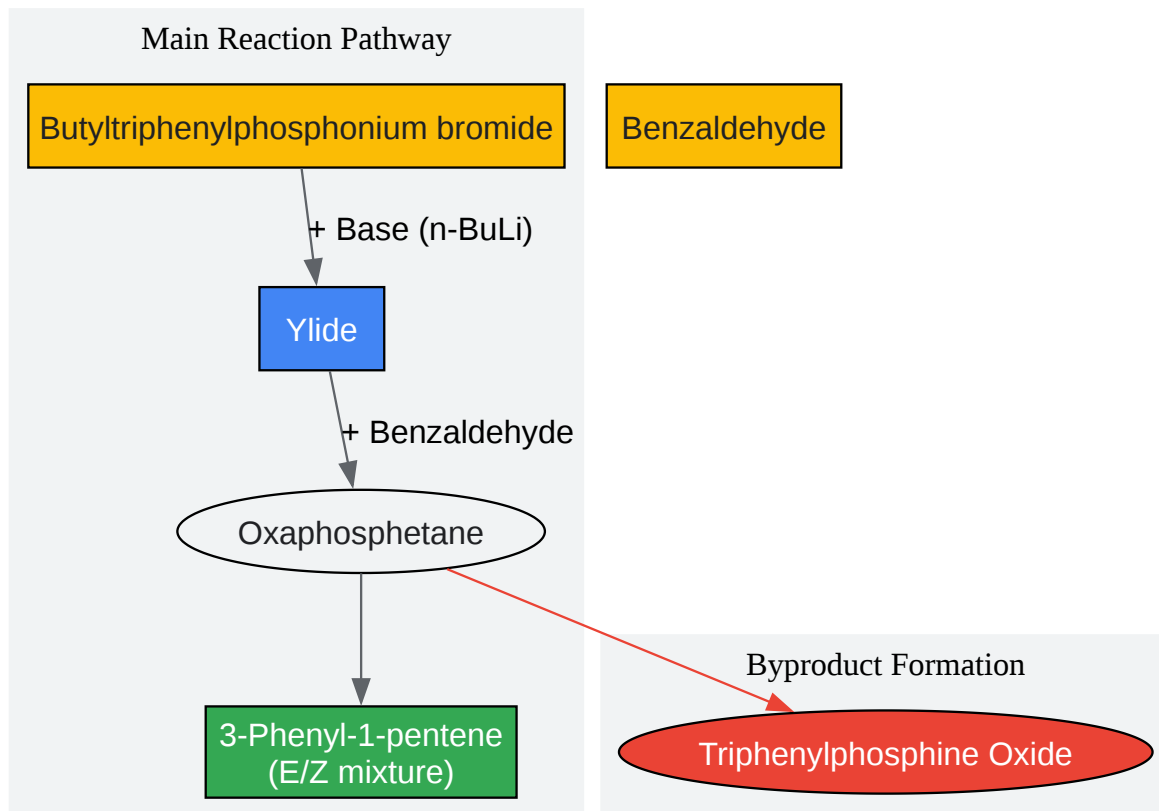 Main Reaction Pathway
Butyltriphenylphosphonium bromide
Benzaldehyde
+ Base (n-BuLi)
Ylide
+ Benzaldehyde
Oxaphosphetane
Byproduct Formation
3-Phenyl-1-pentene
(E/Z mixture)
Triphenylphosphine Oxide